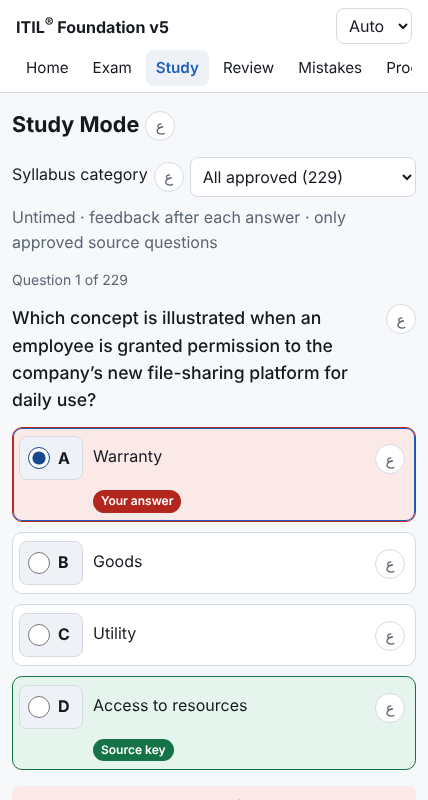 ITIL® Foundation v5
Auto
Home Exam Study Review Mistakes
Study Mode ع
Syllabus category ع All approved (229)
Untimed · feedback after each answer · only
approved source questions
Question 1 of 229
Which concept is illustrated when an ع
employee is granted permission to the
company’s new file-sharing platform for
daily use?
A Warranty ع
Your answer
B Goods ع
C Utility ع
D Access to resources ع
Source key